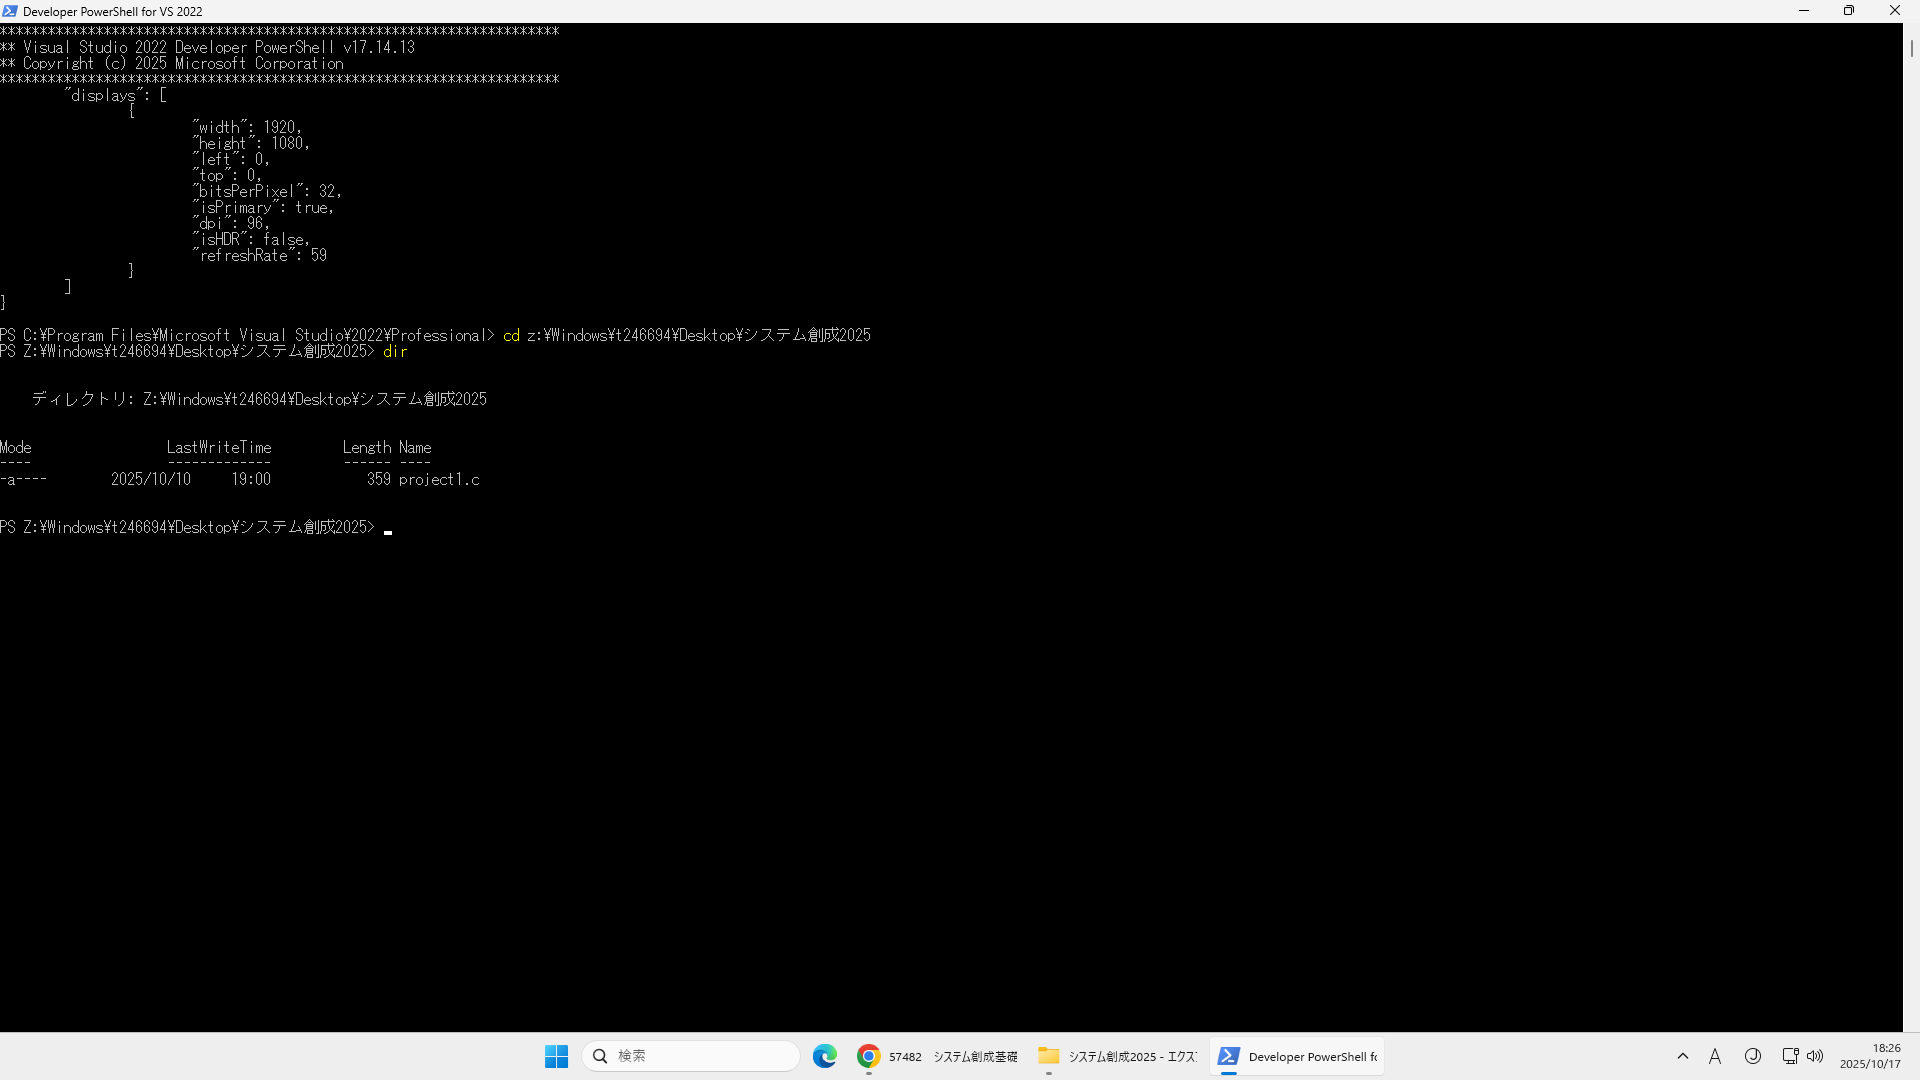 Developer PowerShell for VS 2022
**********************************************************************
** Visual Studio 2022 Developer PowerShell v17.14.13
** Copyright (c) 2025 Microsoft Corporation
**********************************************************************
"displays": [
{
"width": 1920,
"height": 1080,
"left": 0,
"top": 0,
"bitsPerPixel": 32,
"isPrimary": true,
"dpi": 96,
"isHDR": false,
"refreshRate": 59
}
]
}
PS C:¥Program Files¥Microsoft Visual Studio¥2022¥Professional> cd z:¥Windows¥t246694¥Desktop¥システム創成2025
PS Z:¥Windows¥t246694¥Desktop¥システム創成2025> dir
ディレクトリ: Z:¥Windows¥t246694¥Desktop¥システム創成2025
Mode LastWriteTime Length Name
---- ------------- ------ ----
-a---- 2025/10/10 19:00 359 project1.c
PS Z:¥Windows¥t246694¥Desktop¥システム創成2025>
検索
57482 システム創成基礎
システム創成2025 - エクス
Developer PowerShell fo
A
18:26
2025/10/17